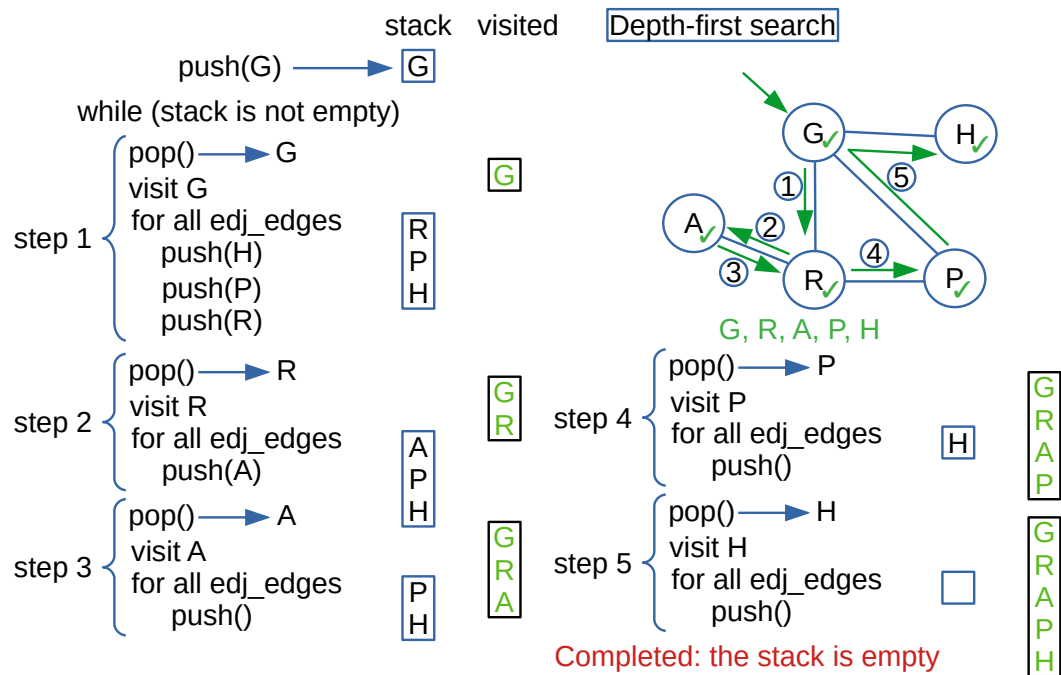 stack visited Depth-first search
push(G) G
while (stack is not empty)
step 1
pop() G
visit G
for all edj_edges
push(H)
push(P)
push(R)
R
P
H
G
step 2
pop() R
visit R
for all edj_edges
push(A)
A
P
H
G
R
step 3
pop() A
visit A
for all edj_edges
push()
P
H
G
R
A
G
H
A
R
P
1
2
3
4
5
G, R, A, P, H
step 4
pop() P
visit P
for all edj_edges
push()
H
G
R
A
P
step 5
pop() H
visit H
for all edj_edges
push()
G
R
A
P
H
Completed: the stack is empty